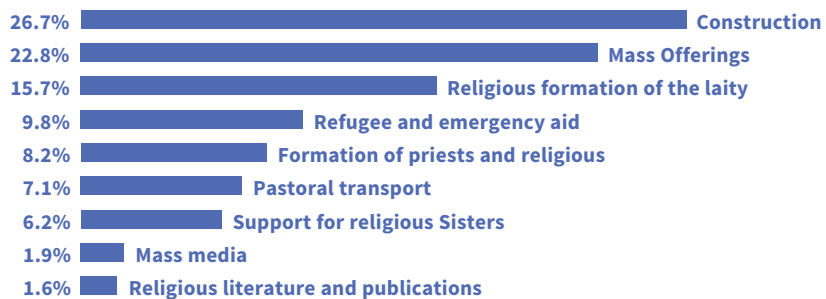 26.7% Construction
22.8% Mass Offerings
15.7% Religious formation of the laity
9.8% Refugee and emergency aid
8.2% Formation of priests and religious
7.1% Pastoral transport
6.2% Support for religious Sisters
1.9% Mass media
1.6% Religious literature and publications